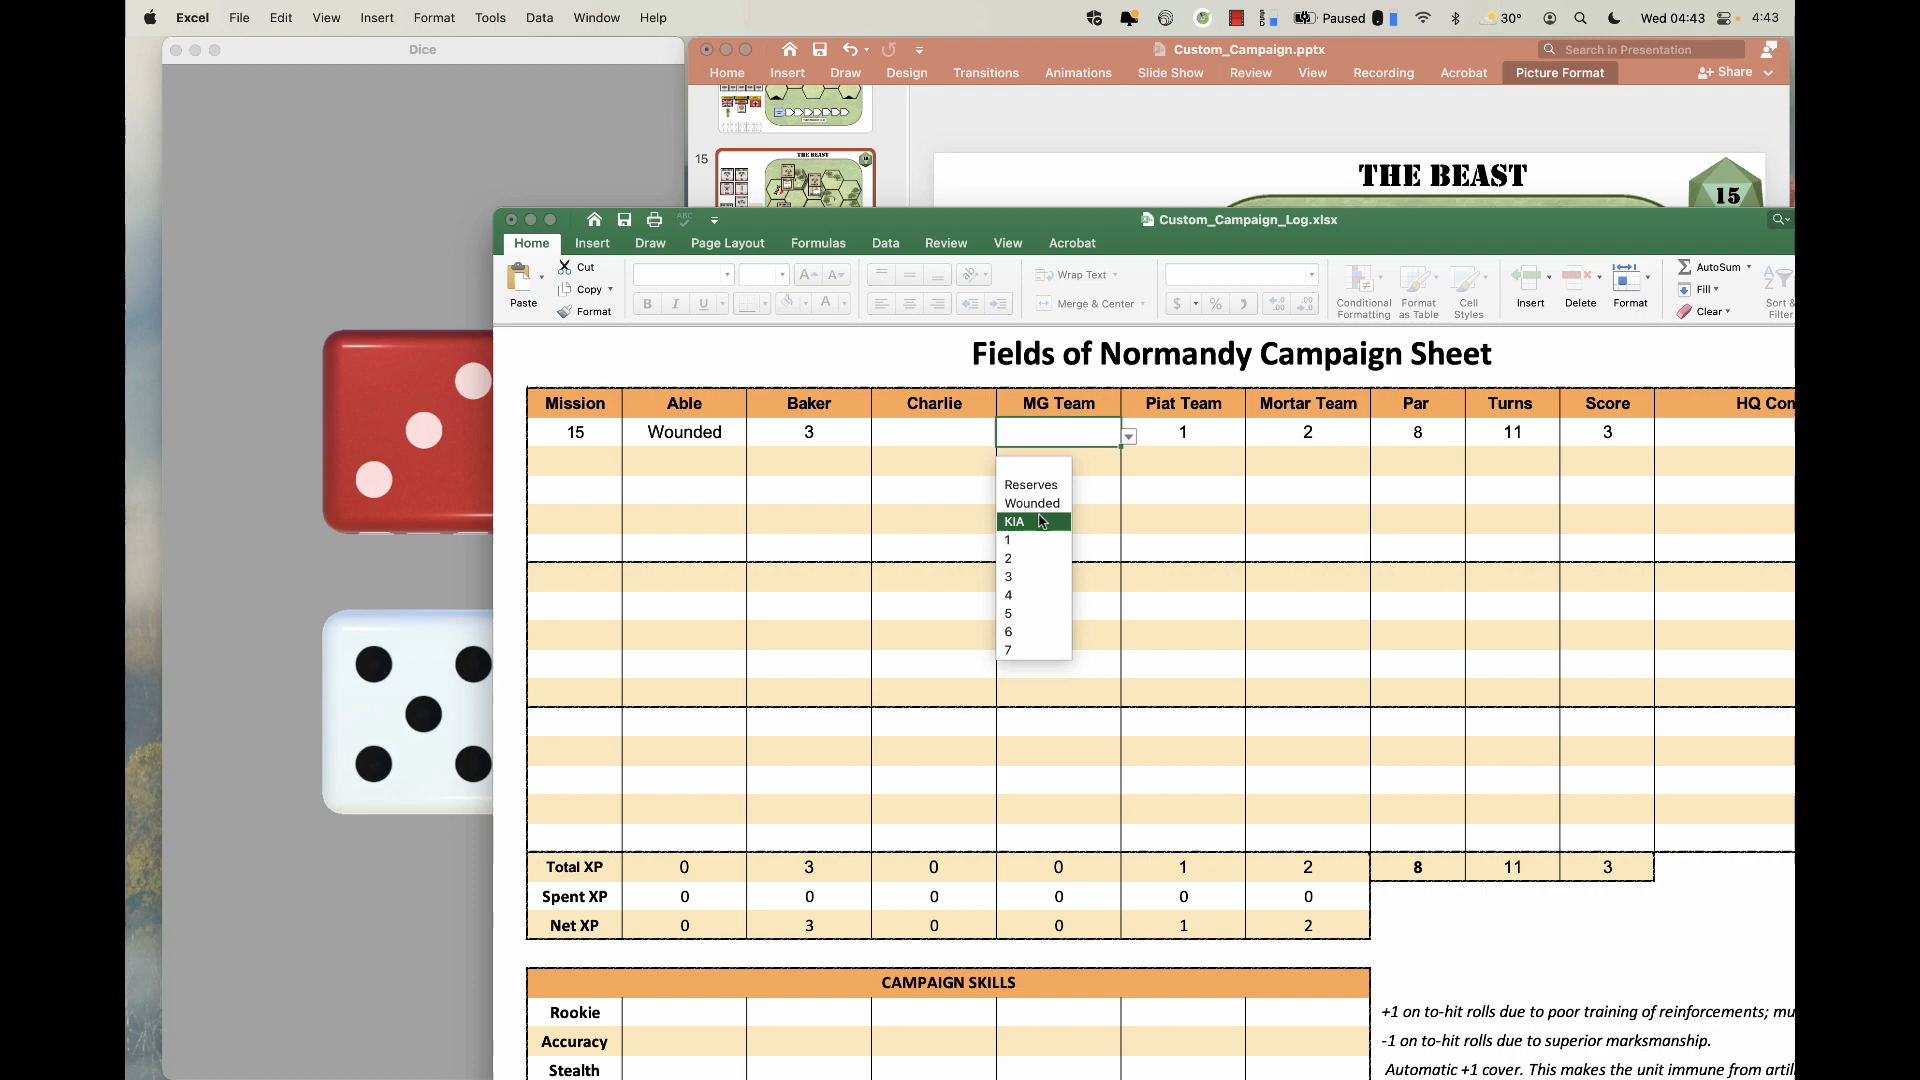 Excel File Edit View Insert Format Tools Data Window Help
Paused 30° Wed 04:43 4:43
Dice
Custom_Campaign.pptx
Search in Presentation
Home Insert Draw Design Transitions Animations Slide Show Review View Recording Acrobat Picture Format Share
15
THE BEAST
THE BEAST
15
Custom_Campaign_Log.xlsx
Home Insert Draw Page Layout Formulas Data Review View Acrobat
Paste
Cut
Copy
Format
Wrap Text
Merge & Center
Conditional Formatting
Format as Table
Cell Styles
Insert
Delete
Format
AutoSum
Fill
Clear
Sort &
Filter
Fields of Normandy Campaign Sheet
Mission Able Baker Charlie MG Team Piat Team Mortar Team Par Turns Score HQ Con
15 Wounded 3 1 2 8 11 3
Reserves
Wounded
KIA
1
2
3
4
5
6
7
Total XP 0 3 0 0 1 2 8 11 3
Spent XP 0 0 0 0 0 0
Net XP 0 3 0 0 1 2
CAMPAIGN SKILLS
Rookie +1 on to-hit rolls due to poor training of reinforcements; mu
Accuracy -1 on to-hit rolls due to superior marksmanship.
Stealth Automatic +1 cover. This makes the unit immune from artil